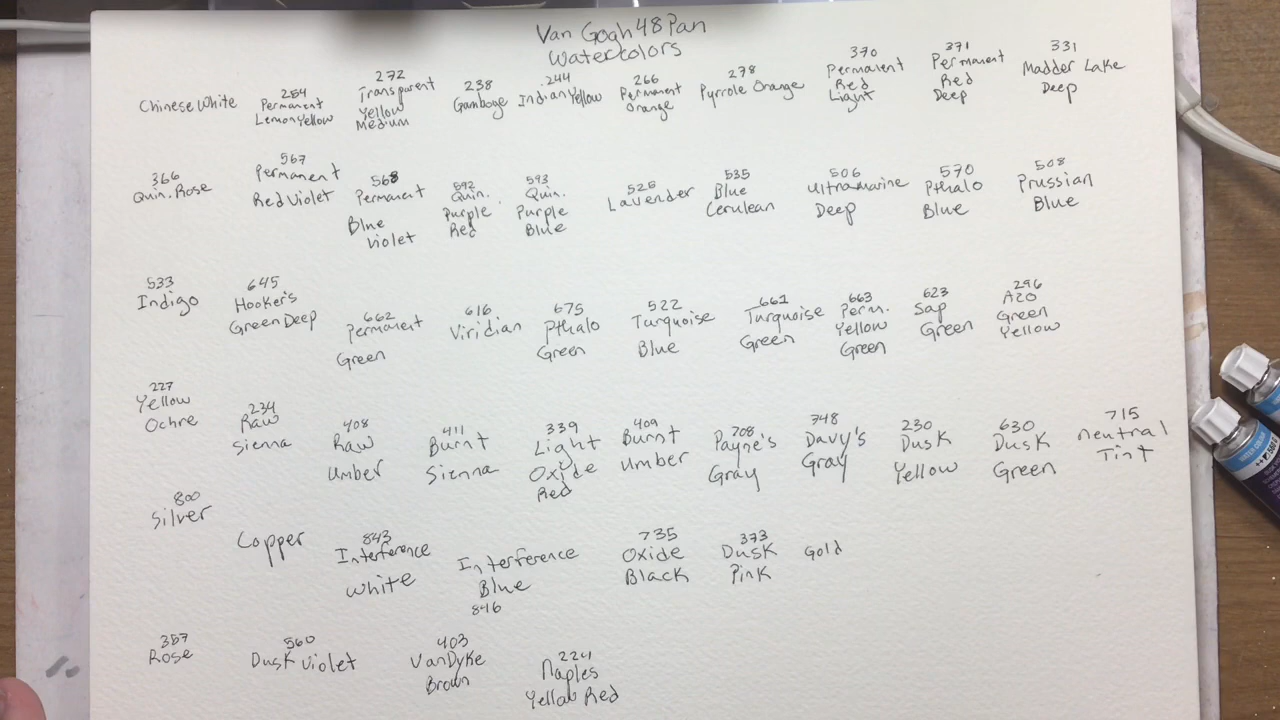 Van Goah 48 Pan
Watercolors
Chinese White
254
Permanent
Lemon Yellow
272
Transparent
Yellow
Medium
238
Gamboge
244
Indian Yellow
266
Permanent
Orange
278
Pyrrole Orange
370
Permanent
Red
Light
371
Permanent
Red
Deep
331
Madder Lake
Deep
366
Quin. Rose
567
Permanent
Red Violet
568
Permanent
Blue
Violet
592
Quin.
Purple
Red
593
Quin.
Purple
Blue
525
Lavender
535
Blue
Cerulean
506
Ultramarine
Deep
570
Pthalo
Blue
508
Prussian
Blue
533
Indigo
645
Hooker's
Green Deep
662
Permanent
Green
616
Viridian
675
Pthalo
Green
522
Turquoise
Blue
661
Turquoise
Green
663
Perm.
Yellow
Green
623
Sap
Green
296
Azo
Green
Yellow
227
Yellow
Ochre
234
Raw
Sienna
408
Raw
Umber
411
Burnt
Sienna
339
Light
Oxide
Red
409
Burnt
Umber
708
Payne's
Gray
748
Davy's
Gray
230
Dusk
Yellow
630
Dusk
Green
715
neutral
Tint
800
Silver
Copper
843
Interference
White
Interference
Blue
846
735
Oxide
Black
373
Dusk
Pink
Gold
357
Rose
560
Dusk Violet
403
VanDyke
Brown
224
Naples
Yellow Red